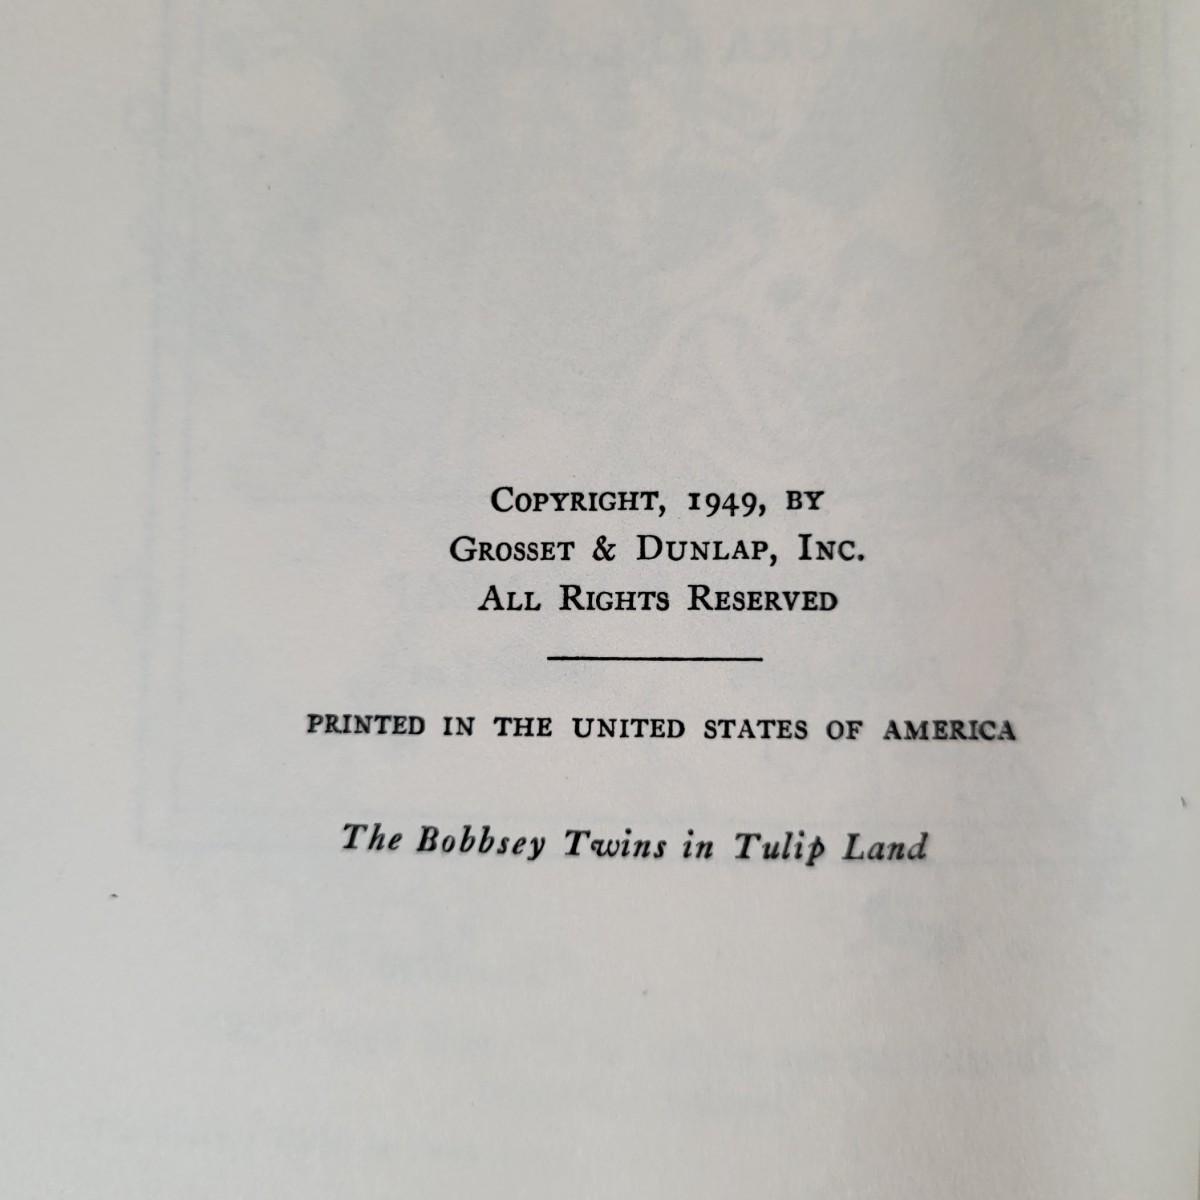 Copyright, 1949, by
Grosset & Dunlap, Inc.
All Rights Reserved
PRINTED IN THE UNITED STATES OF AMERICA
The Bobbsey Twins in Tulip Land